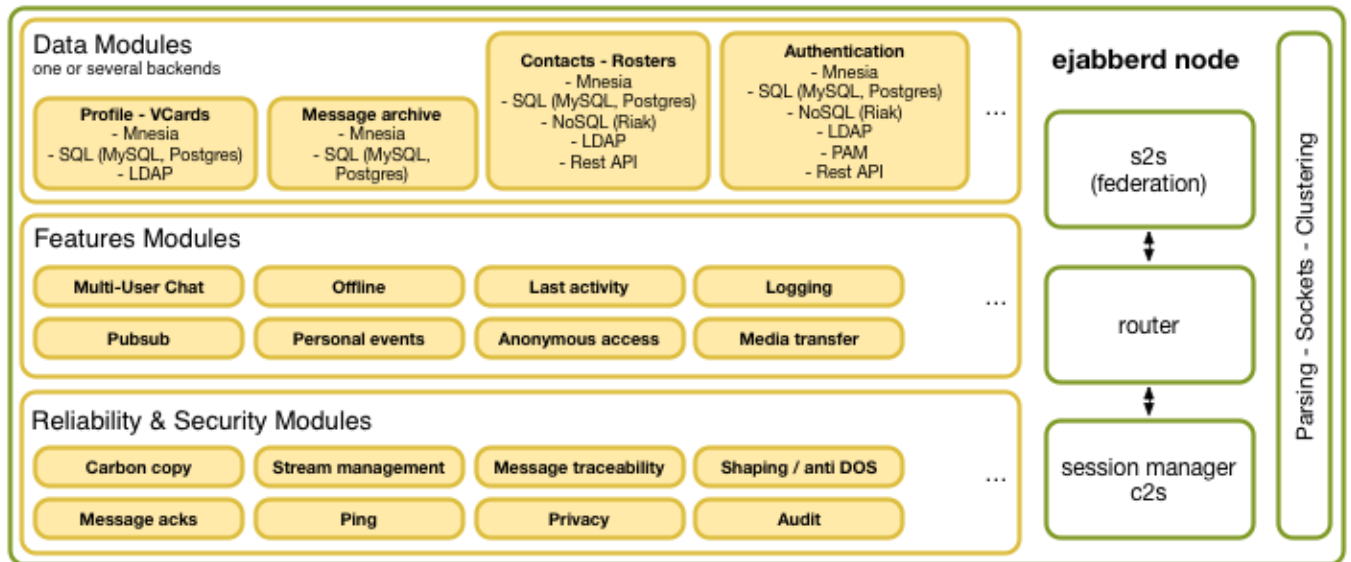 Data Modules
one or several backends
Profile - VCards
- Mnesia
- SQL (MySQL, Postgres)
- LDAP
Message archive
- Mnesia
- SQL (MySQL,
Postgres)
Contacts - Rosters
- Mnesia
- SQL (MySQL, Postgres)
- NoSQL (Riak)
- LDAP
- Rest API
Authentication
- Mnesia
- SQL (MySQL, Postgres)
- NoSQL (Riak)
- LDAP
- PAM
- Rest API
...
Features Modules
Multi-User Chat
Offline
Last activity
Logging
Pubsub
Personal events
Anonymous access
Media transfer
...
Reliability & Security Modules
Carbon copy
Stream management
Message traceability
Shaping / anti DOS
Message acks
Ping
Privacy
Audit
...
ejabberd node
s2s
(federation)
router
session manager
c2s
Parsing - Sockets - Clustering